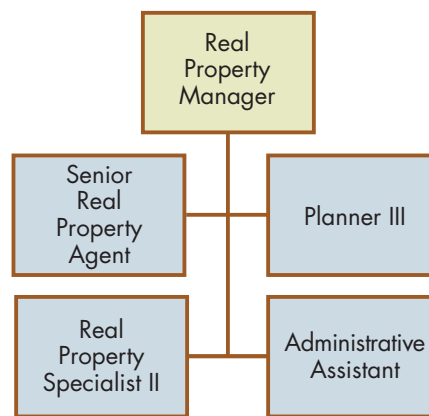 Real
Property
Manager
Senior
Real
Property
Agent
Planner III
Real
Property
Specialist II
Administrative
Assistant